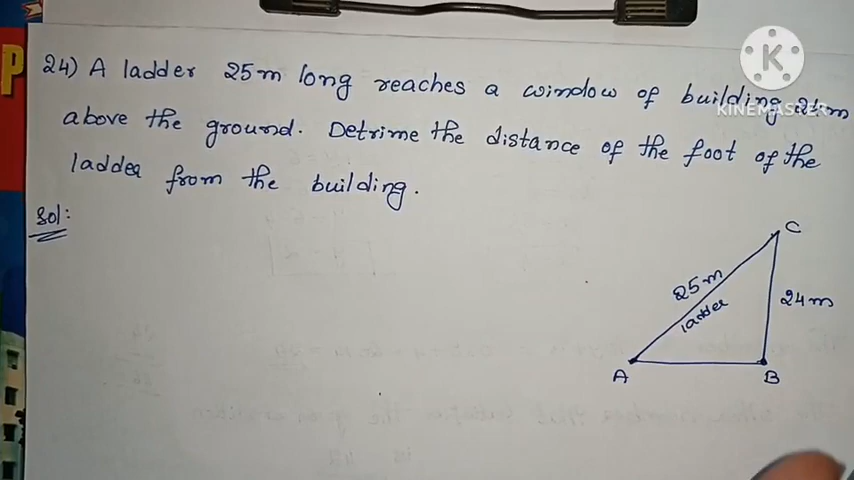 P
K
KINEMASTER
24) A ladder 25m long reaches a window of building 24m
above the ground. Detrime the distance of the foot of the
ladder from the building.
Sol:
C
25m
ladder
24m
A
B